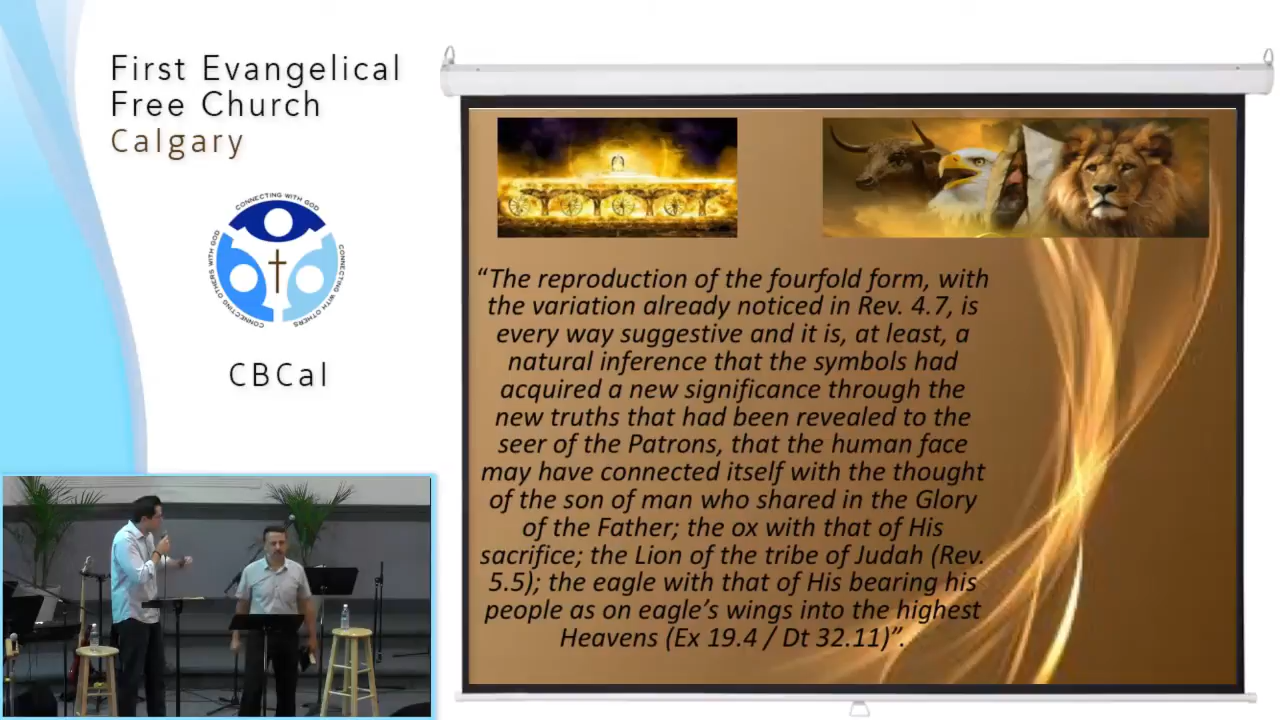 First Evangelical
Free Church
Calgary
CONNECTING WITH GOD
CONNECTING OTHERS WITH GOD
CONNECTING WITH OTHERS
CBCal
“The reproduction of the fourfold form, with
the variation already noticed in Rev. 4.7, is
every way suggestive and it is, at least, a
natural inference that the symbols had
acquired a new significance through the
new truths that had been revealed to the
seer of the Patrons, that the human face
may have connected itself with the thought
of the son of man who shared in the Glory
of the Father; the ox with that of His
sacrifice; the Lion of the tribe of Judah (Rev.
5.5); the eagle with that of His bearing his
people as on eagle’s wings into the highest
Heavens (Ex 19.4 / Dt 32.11)”.